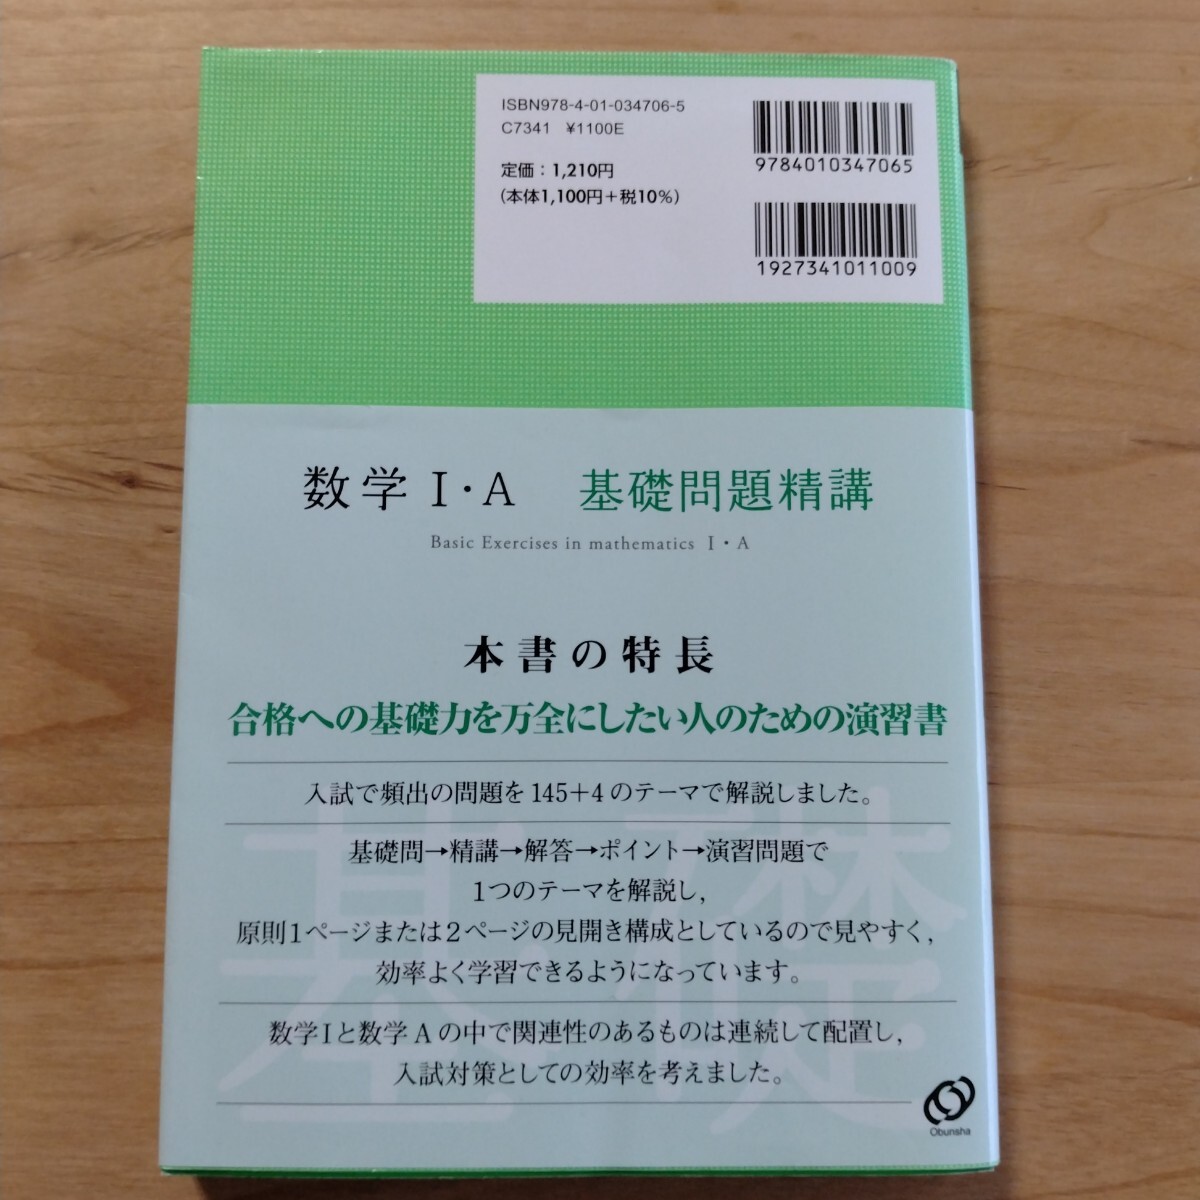 ISBN978-4-01-034706-5
C7341 ¥1100E
定価：1,210円
（本体1,100円＋税10%）
9784010347065
1927341011009
数学 Ⅰ・A 基礎問題精講
Basic Exercises in mathematics Ⅰ・A
本書の特長
合格への基礎力を万全にしたい人のための演習書
入試で頻出の問題を145+4のテーマで解説しました。
基礎問→精講→解答→ポイント→演習問題で
1つのテーマを解説し，
原則1ページまたは2ページの見開き構成としているので見やすく，
効率よく学習できるようになっています。
数学Ⅰと数学Aの中で関連性のあるものは連続して配置し，
入試対策としての効率を考えました。
基礎
Obunsha